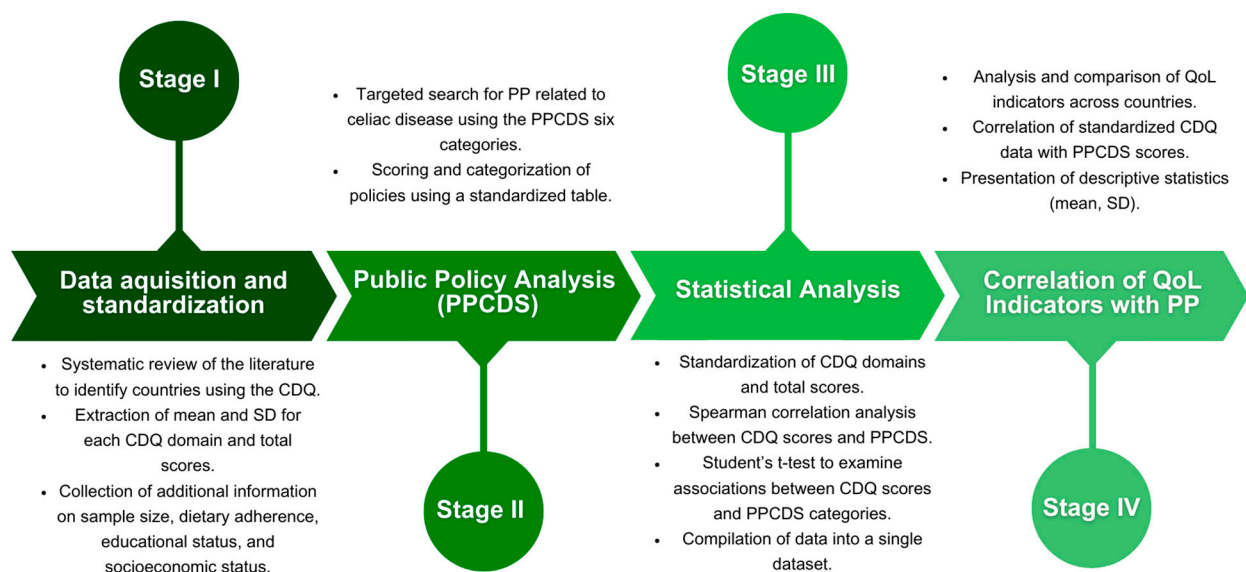 Stage I
Data aquisition and
standardization
• Systematic review of the literature
to identify countries using the CDQ.
• Extraction of mean and SD for
each CDQ domain and total
scores.
• Collection of additional information
on sample size, dietary adherence,
educational status, and
socioeconomic status.
• Targeted search for PP related to
celiac disease using the PPCDS six
categories.
• Scoring and categorization of
policies using a standardized table.
Public Policy Analysis
(PPCDS)
Stage II
Stage III
Statistical Analysis
• Standardization of CDQ domains
and total scores.
• Spearman correlation analysis
between CDQ scores and PPCDS.
• Student’s t-test to examine
associations between CDQ scores
and PPCDS categories.
• Compilation of data into a single
dataset.
• Analysis and comparison of QoL
indicators across countries.
• Correlation of standardized CDQ
data with PPCDS scores.
• Presentation of descriptive statistics
(mean, SD).
Correlation of QoL
Indicators with PP
Stage IV